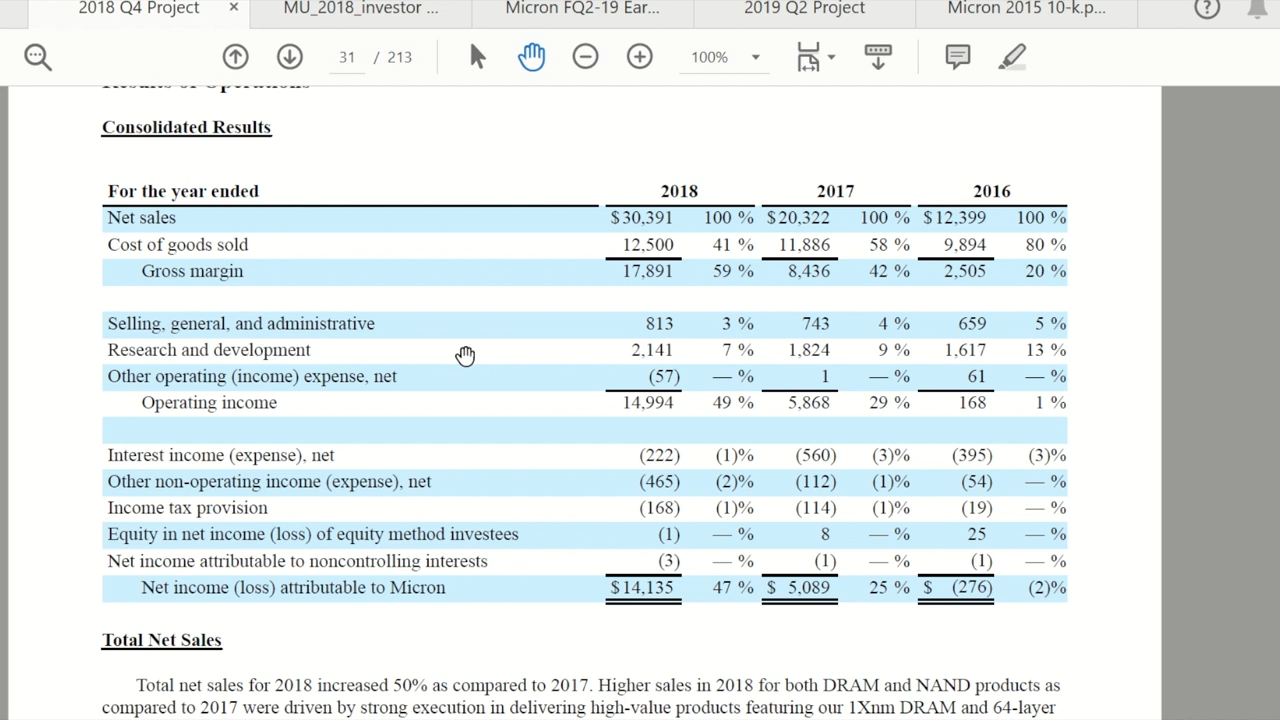 2018 Q4 Project × MU_2018_investor ... Micron FQ2-19 Ear... 2019 Q2 Project Micron 2015 10-k.p... ?
31 / 213 100%
Results of Operations
Consolidated Results
For the year ended 2018 2017 2016
Net sales $30,391 100 % $20,322 100 % $12,399 100 %
Cost of goods sold 12,500 41 % 11,886 58 % 9,894 80 %
Gross margin 17,891 59 % 8,436 42 % 2,505 20 %
Selling, general, and administrative 813 3 % 743 4 % 659 5 %
Research and development 2,141 7 % 1,824 9 % 1,617 13 %
Other operating (income) expense, net (57) — % 1 — % 61 — %
Operating income 14,994 49 % 5,868 29 % 168 1 %
Interest income (expense), net (222) (1)% (560) (3)% (395) (3)%
Other non-operating income (expense), net (465) (2)% (112) (1)% (54) — %
Income tax provision (168) (1)% (114) (1)% (19) — %
Equity in net income (loss) of equity method investees (1) — % 8 — % 25 — %
Net income attributable to noncontrolling interests (3) — % (1) — % (1) — %
Net income (loss) attributable to Micron $14,135 47 % $ 5,089 25 % $ (276) (2)%
Total Net Sales
Total net sales for 2018 increased 50% as compared to 2017. Higher sales in 2018 for both DRAM and NAND products as
compared to 2017 were driven by strong execution in delivering high-value products featuring our 1Xnm DRAM and 64-layer